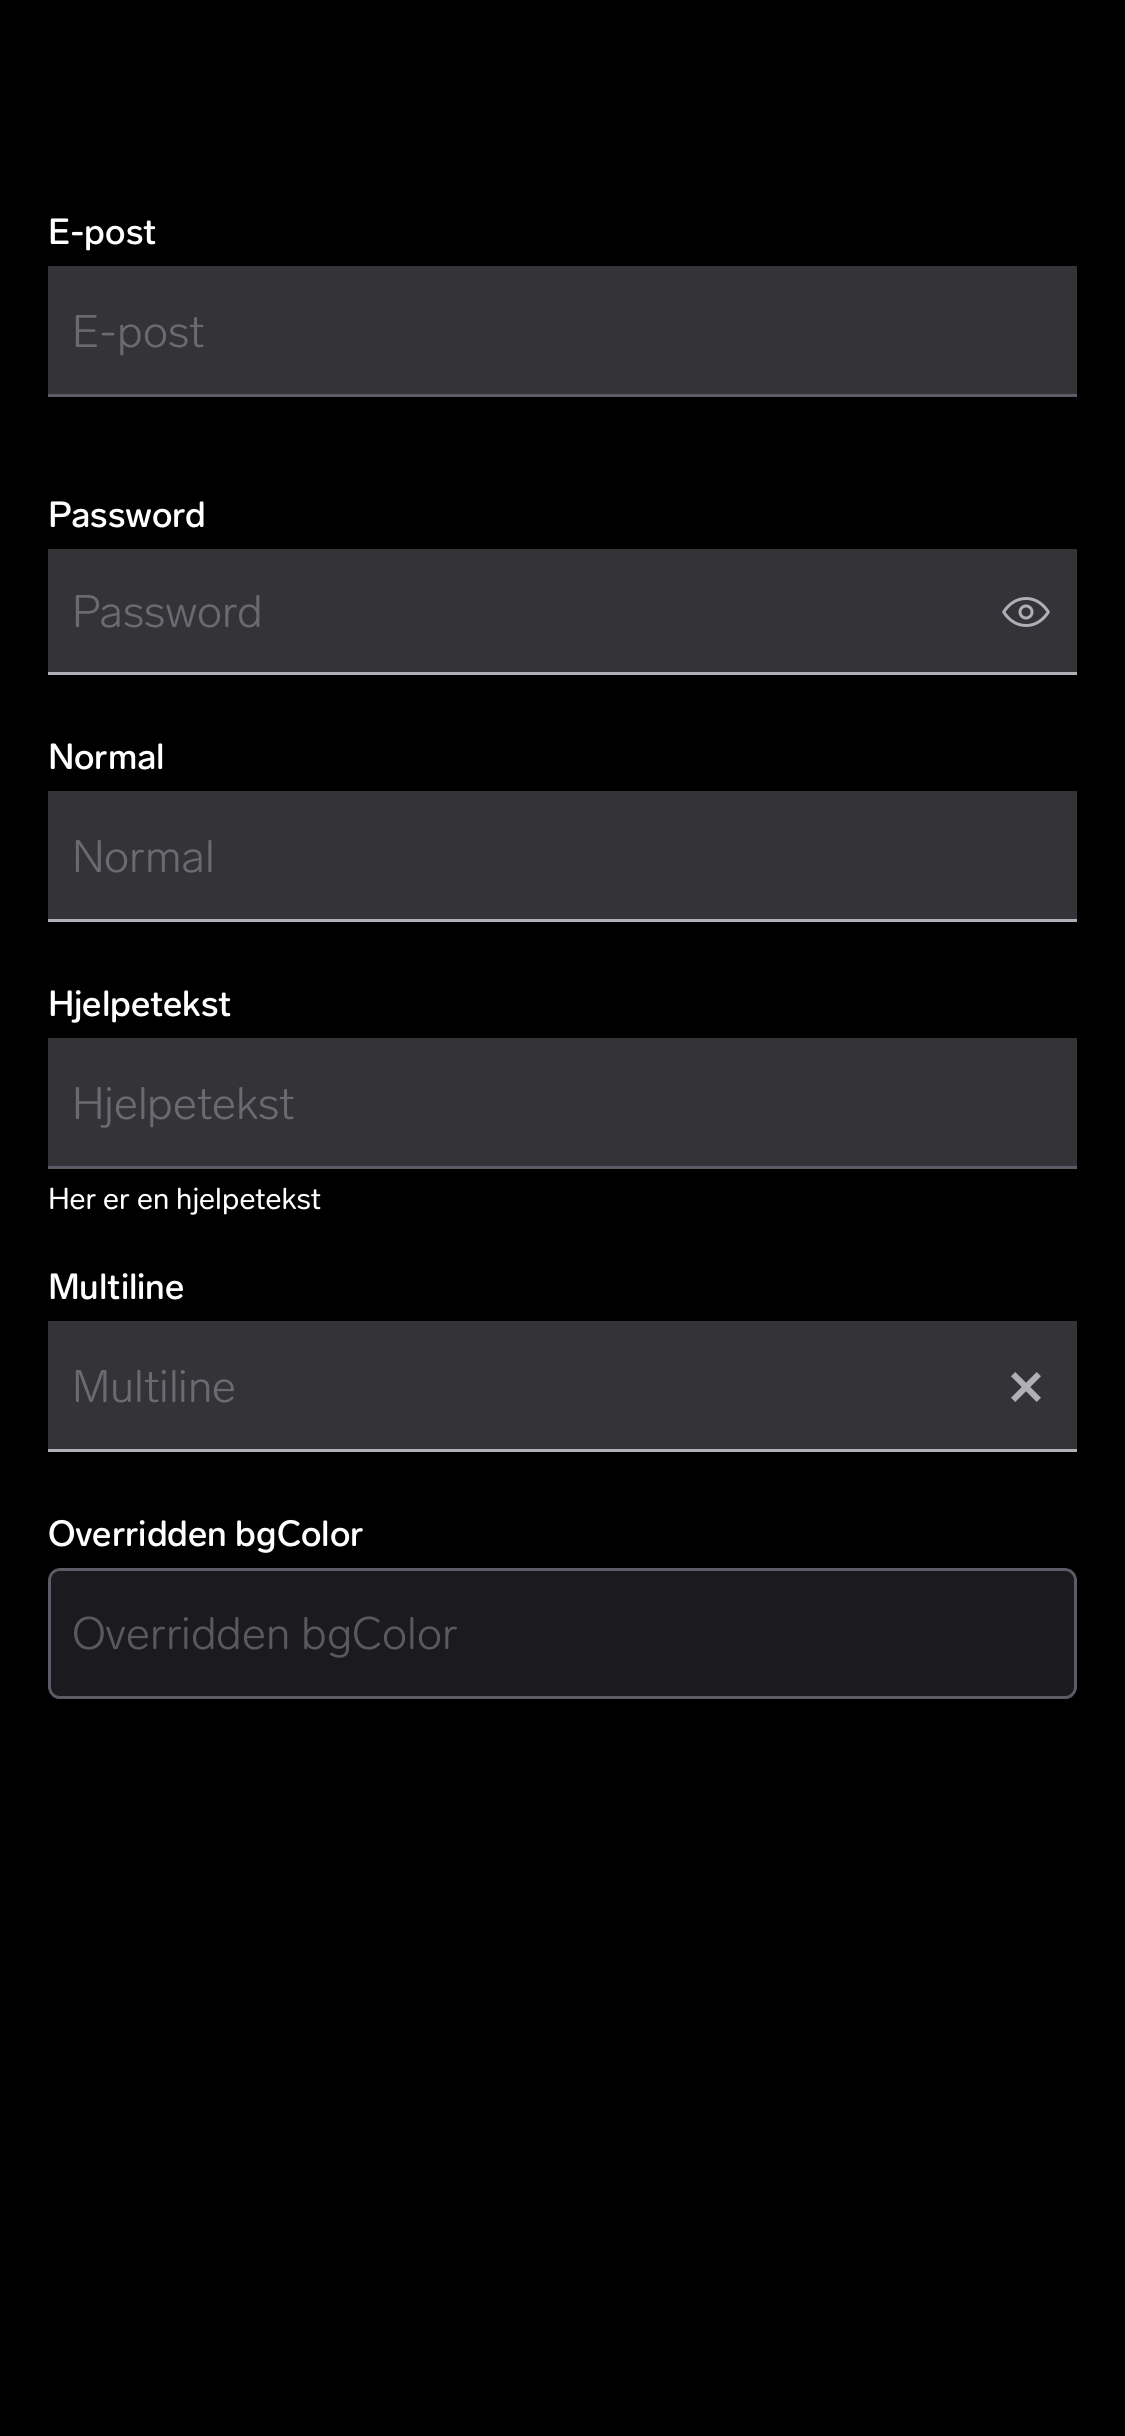 E-post
E-post
Password
Password
Normal
Normal
Hjelpetekst
Hjelpetekst
Her er en hjelpetekst
Multiline
Multiline
Overridden bgColor
Overridden bgColor